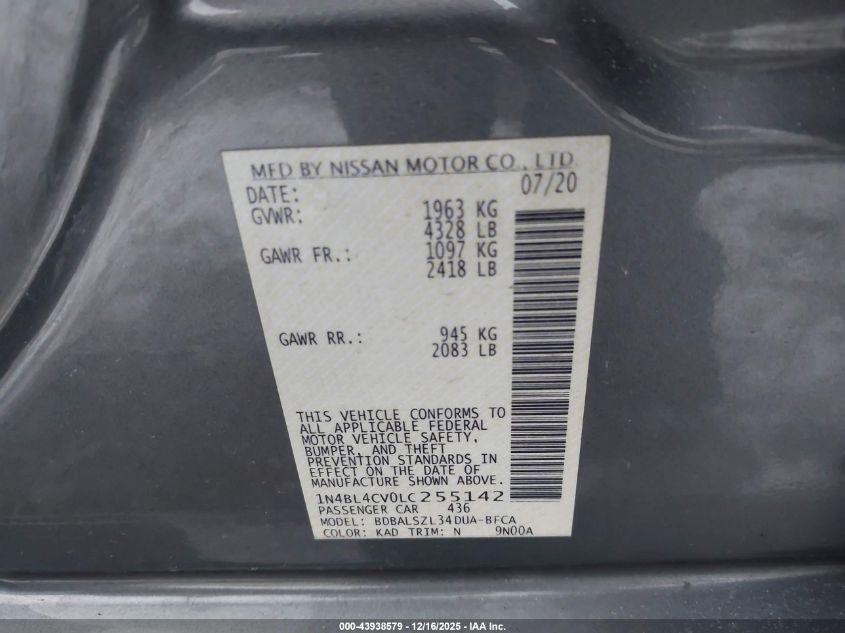 MFD BY NISSAN MOTOR CO., LTD.
DATE: 07/20
GVWR: 1963 KG
4328 LB
GAWR FR.: 1097 KG
2418 LB
GAWR RR.: 945 KG
2083 LB
THIS VEHICLE CONFORMS TO
ALL APPLICABLE FEDERAL
MOTOR VEHICLE SAFETY,
BUMPER, AND THEFT
PREVENTION STANDARDS IN
EFFECT ON THE DATE OF
MANUFACTURE SHOWN ABOVE.
1N4BL4CV0LC255142
PASSENGER CAR 436
MODEL: BDBALSZL34DUA-BFCA
COLOR: KAD TRIM: N 9N00A
000-43938579 - 12/16/2025 - IAA Inc.